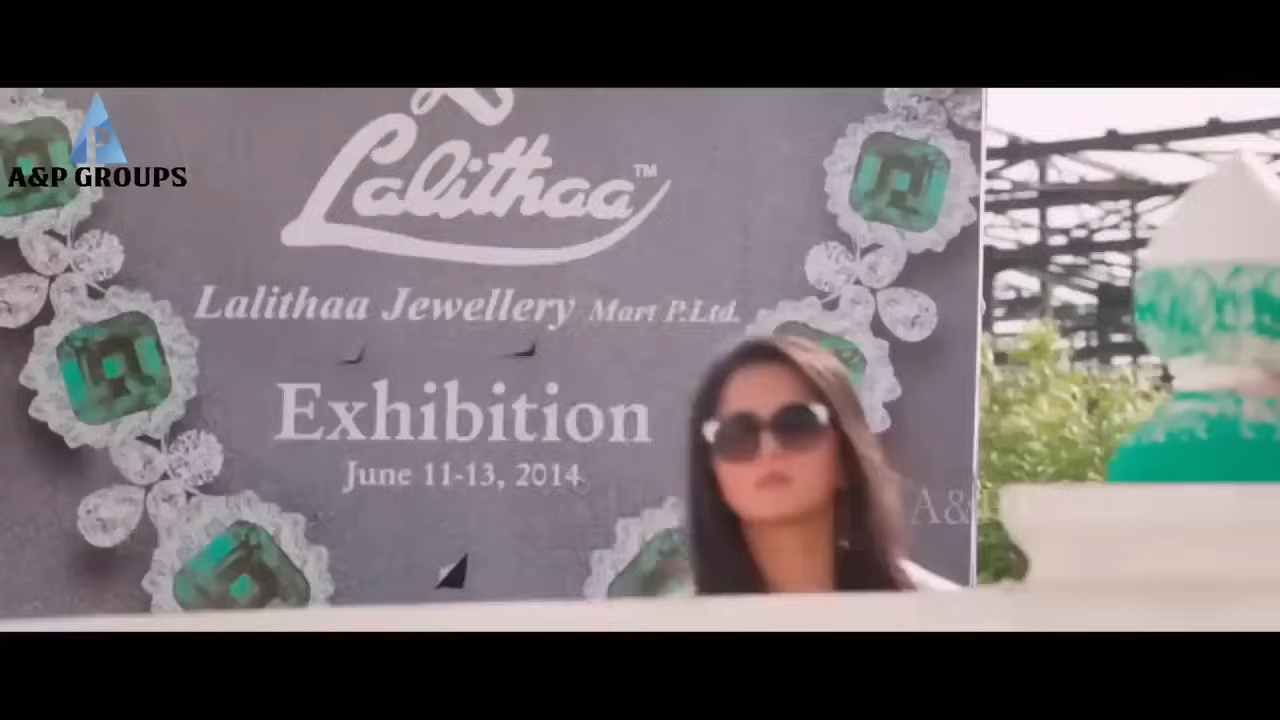 P
A&P GROUPS
Lalithaa™
Lalithaa Jewellery Mart P.Ltd.
Exhibition
June 11-13, 2014
A&